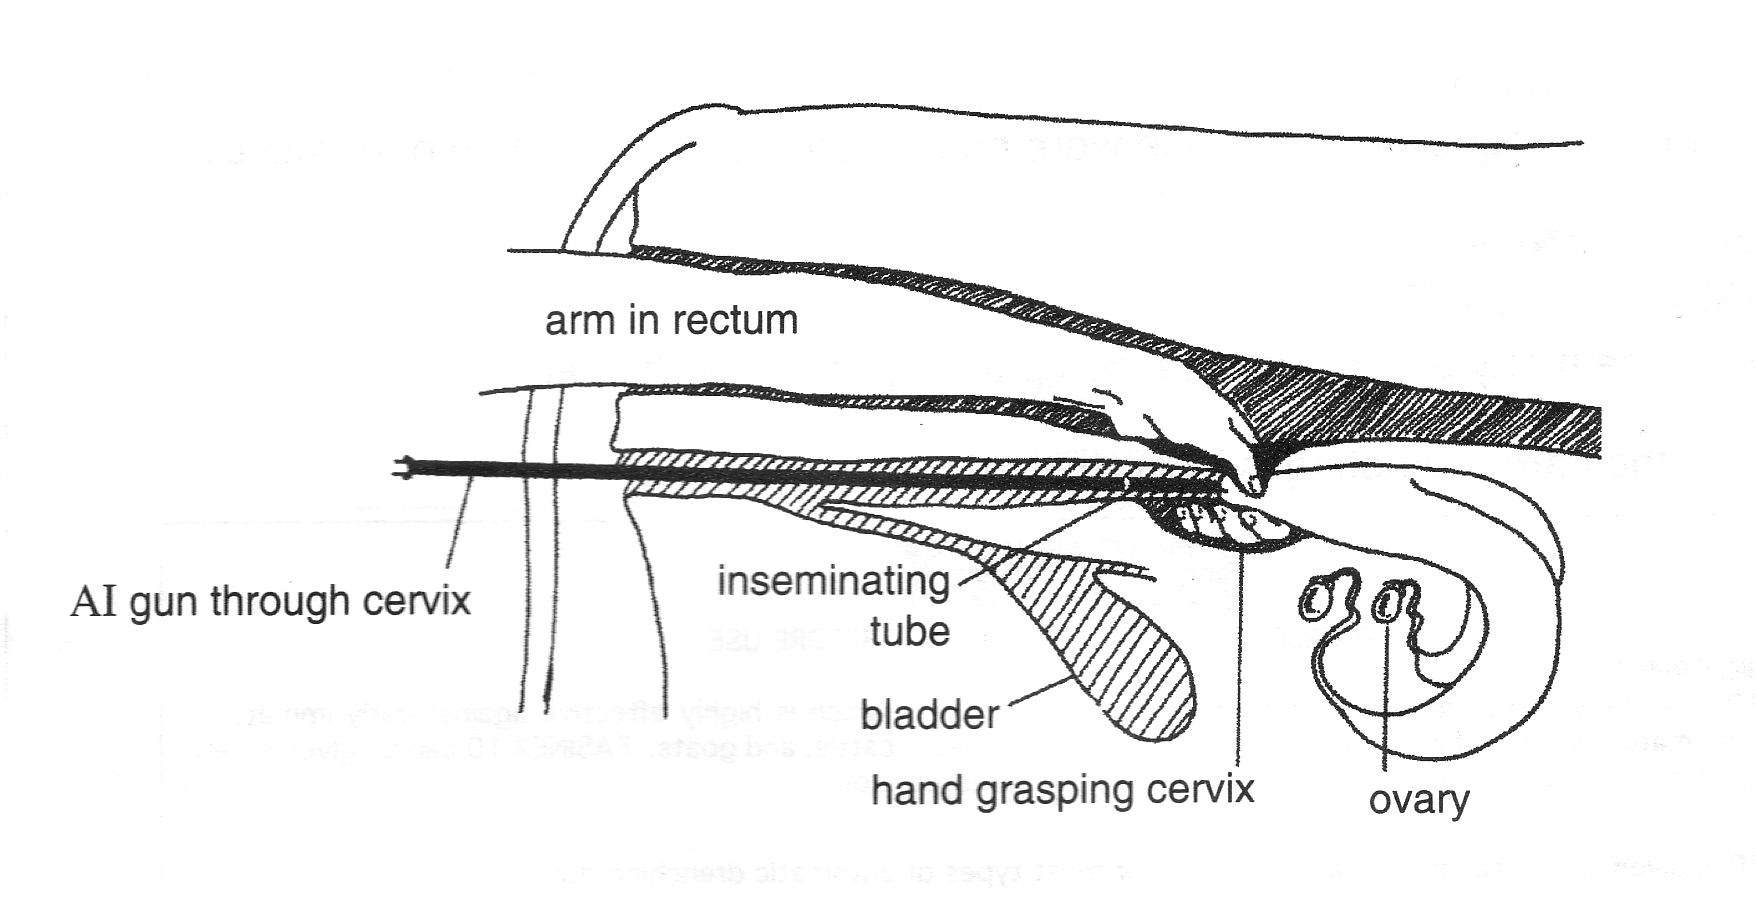 arm in rectum
AI gun through cervix
inseminating
tube
bladder
hand grasping cervix
ovary